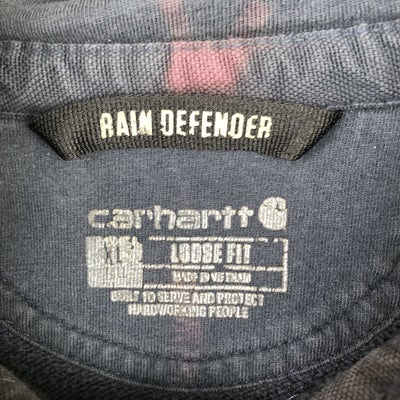 RAIN DEFENDER
carhartt
XL
LOOSE FIT
MADE IN VIETNAM
BUILT TO SERVE AND PROTECT
HARDWORKING PEOPLE